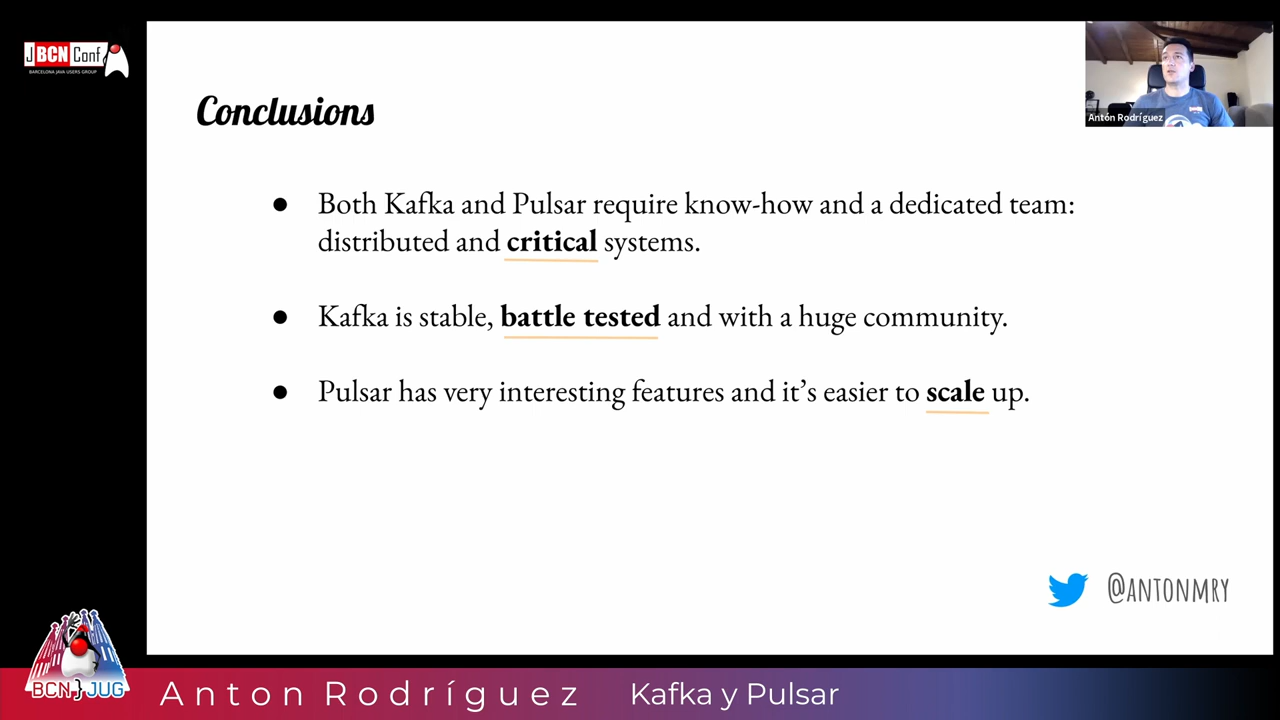 JBCNConf
BARCELONA JAVA USERS GROUP
Conclusions
Antón Rodríguez
● Both Kafka and Pulsar require know-how and a dedicated team:
distributed and critical systems.
● Kafka is stable, battle tested and with a huge community.
● Pulsar has very interesting features and it’s easier to scale up.
@ANTONMRY
BCN}JUG
Anton Rodríguez Kafka y Pulsar